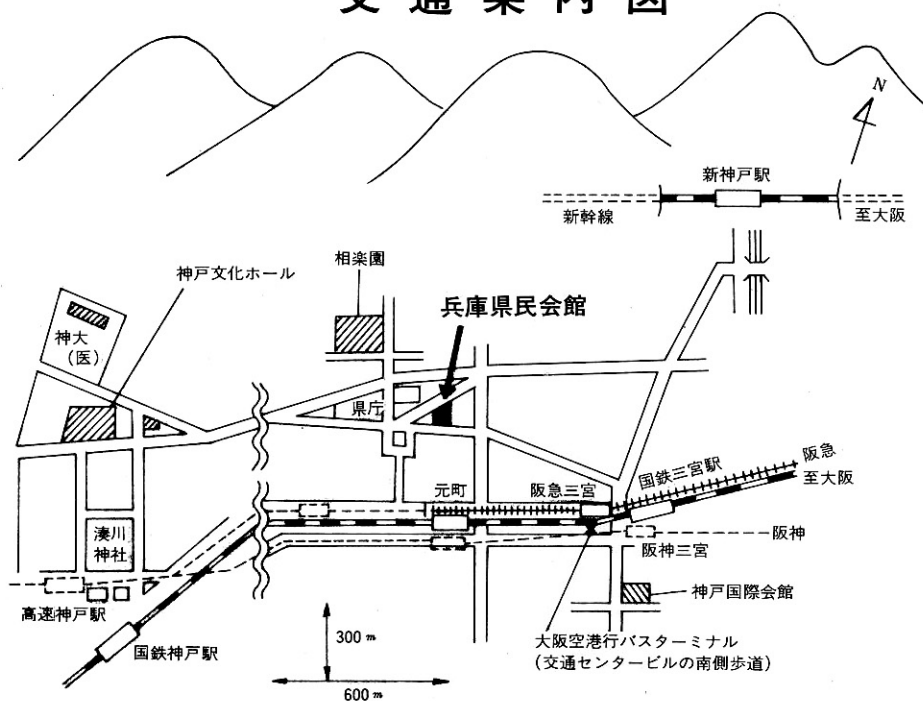 交通案内図
N
新神戸駅
新幹線
至大阪
相楽園
神戸文化ホール
兵庫県民会館
神大
(医)
県庁
元町
阪急三宮
国鉄三宮駅
阪急
至大阪
湊川
神社
阪神
阪神三宮
高速神戸駅
神戸国際会館
国鉄神戸駅
300m
大阪空港行バスターミナル
(交通センタービルの南側歩道)
600m